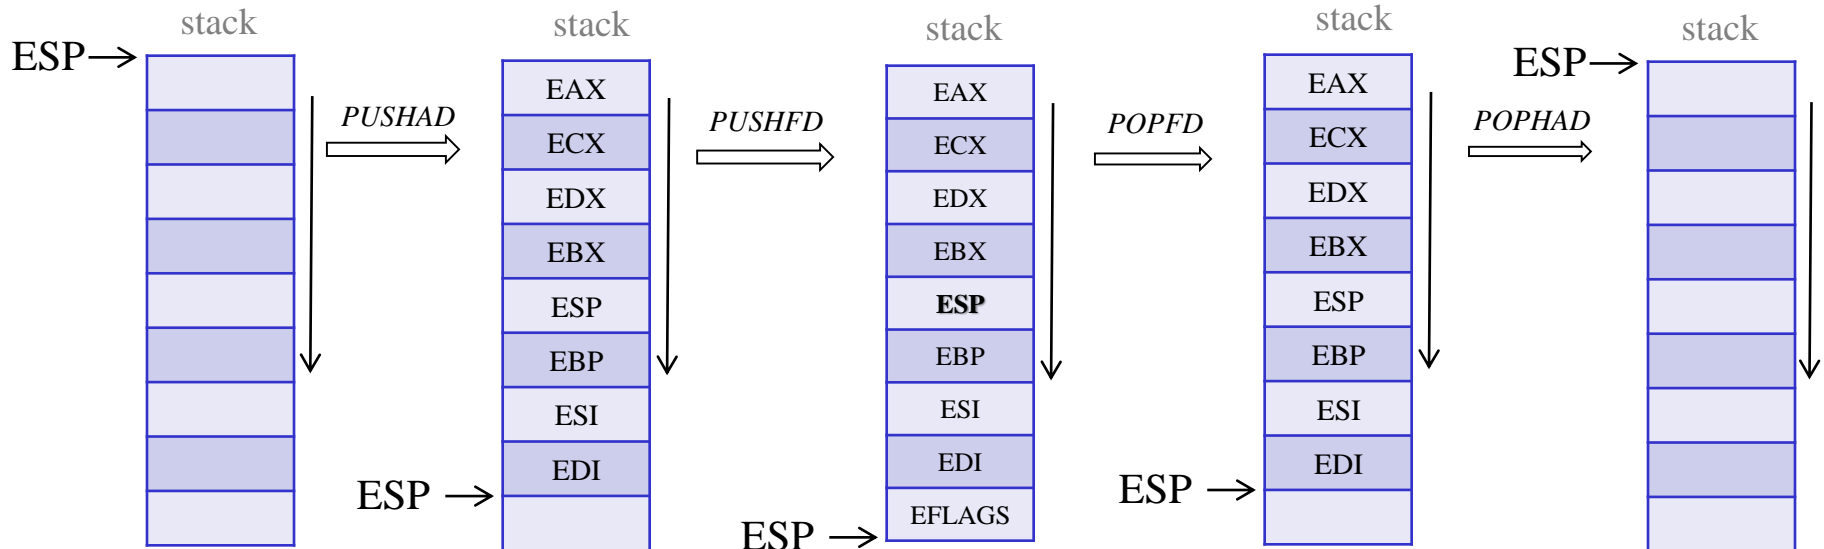 stack
ESP
PUSHAD
stack
EAX
ECX
EDX
EBX
ESP
EBP
ESI
EDI
ESP
PUSHFD
stack
EAX
ECX
EDX
EBX
ESP
EBP
ESI
EDI
EFLAGS
ESP
POPFD
stack
EAX
ECX
EDX
EBX
ESP
EBP
ESI
EDI
ESP
POPHAD
stack
ESP